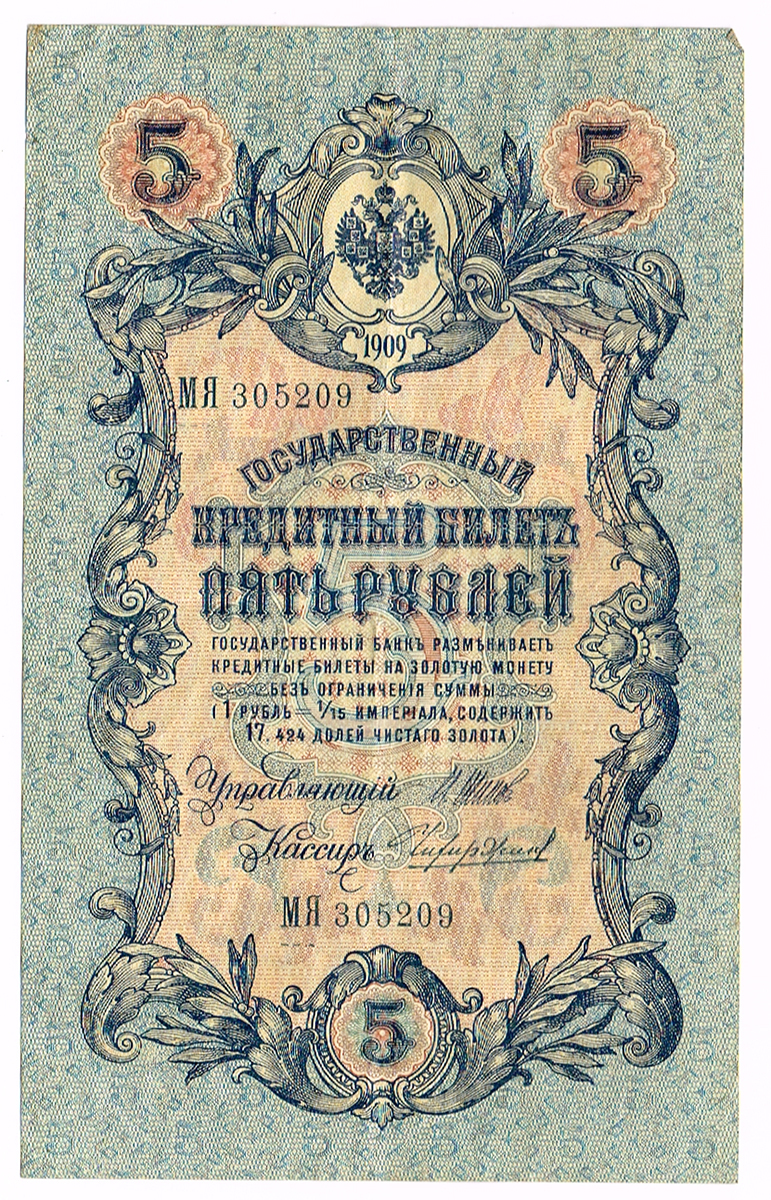 5 5
1909
МЯ 305209
ГОСУДАРСТВЕННЫЙ
КРЕДИТНЫЙ БИЛЕТЪ
ПЯТЬ РУБЛЕЙ
ГОСУДАРСТВЕННЫЙ БАНКЪ РАЗМѢНИВАЕТЪ
КРЕДИТНЫЕ БИЛЕТЫ НА ЗОЛОТУЮ МОНЕТУ
БЕЗЪ ОГРАНИЧЕНІЯ СУММЫ
(1 РУБЛЬ = 1/15 ИМПЕРІАЛА, СОДЕРЖИТЪ
17,424 ДОЛЕЙ ЧИСТАГО ЗОЛОТА).
Управляющій
Кассиръ
МЯ 305209
5